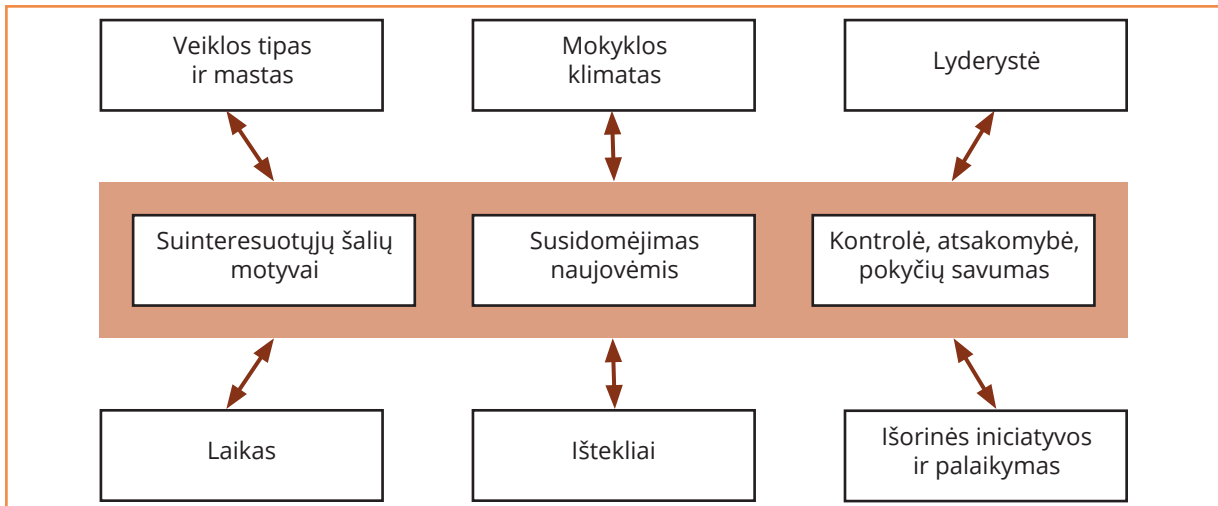 Veiklos tipas
ir mastas
Mokyklos
klimatas
Lyderystė
Suinteresuotųjų šalių
motyvai
Susidomėjimas
naujovėmis
Kontrolė, atsakomybė,
pokyčių savumas
Laikas
Ištekliai
Išorinės iniciatyvos
ir palaikymas